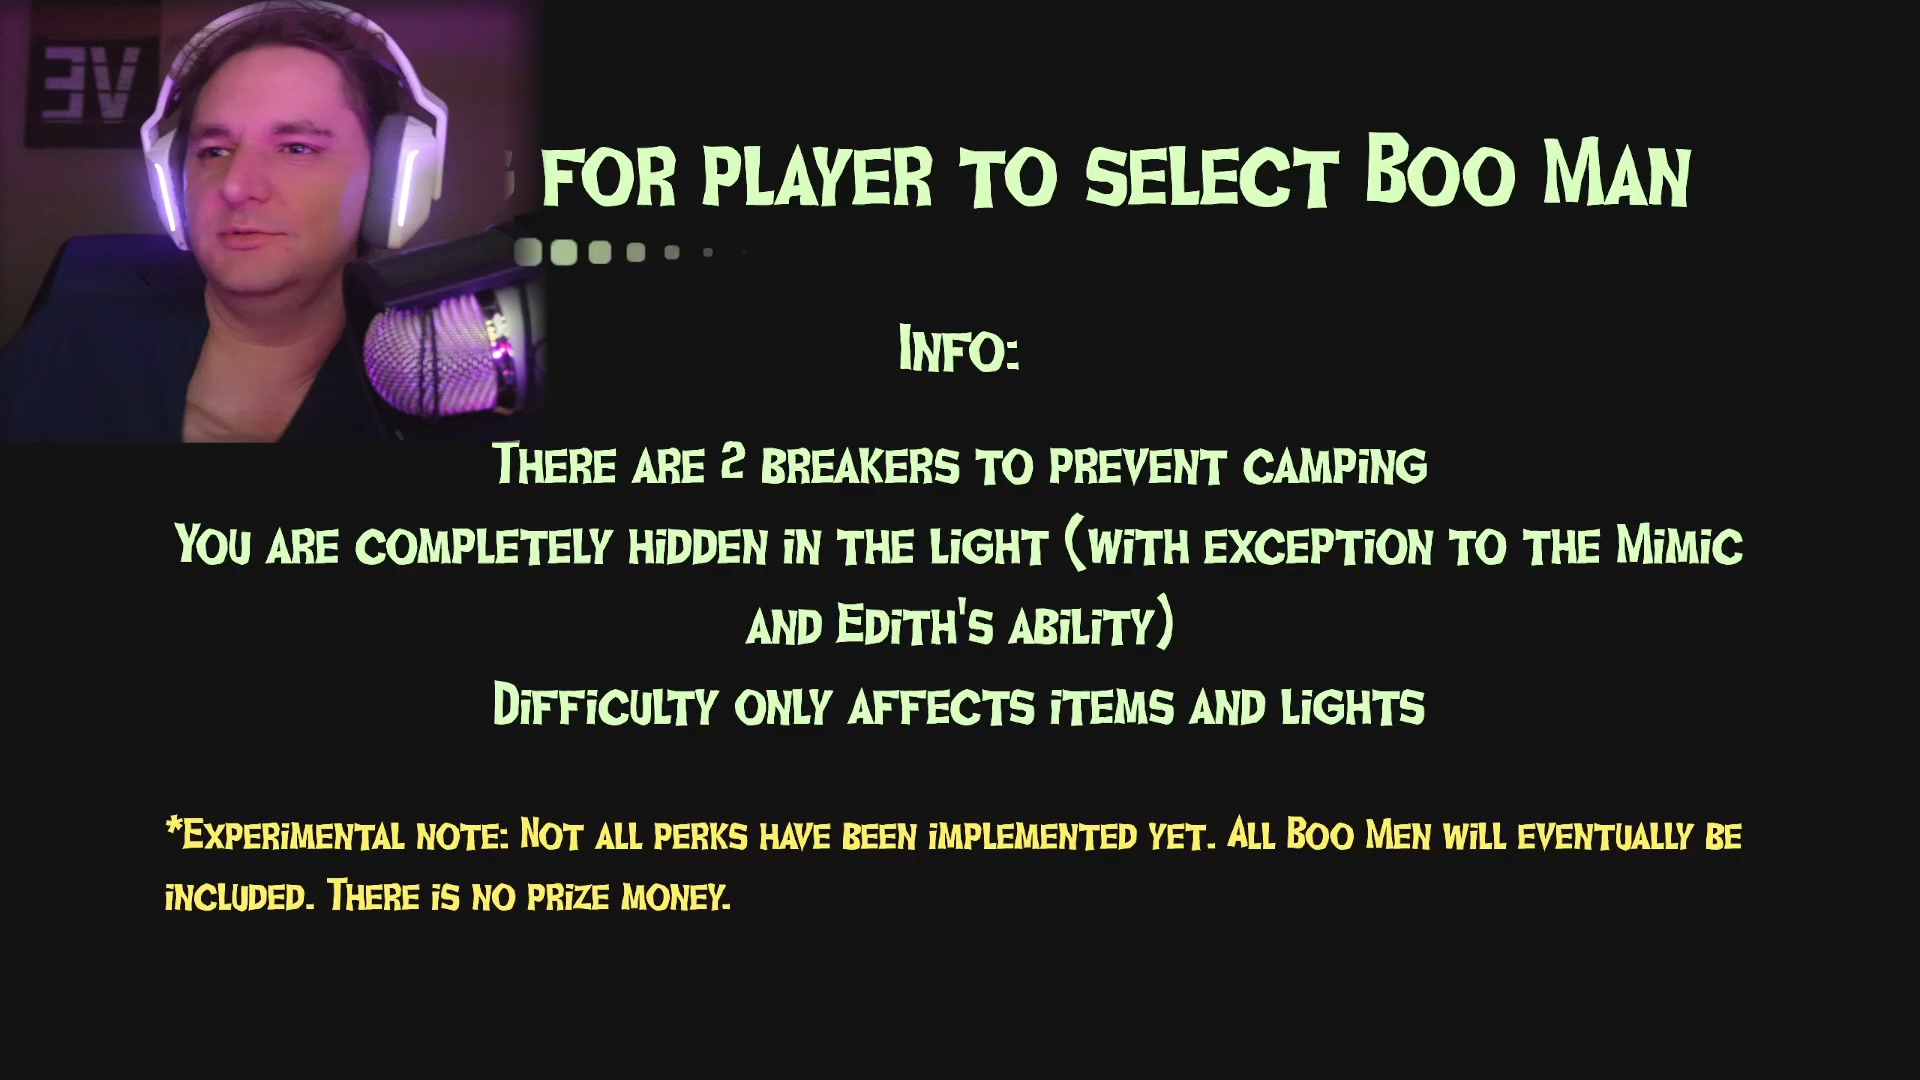 for player to select Boo Man
Info:
There are 2 breakers to prevent camping
You are completely hidden in the light (with exception to the Mimic
and Edith's ability)
Difficulty only affects items and lights
*Experimental note: Not all perks have been implemented yet. All Boo Men will eventually be
included. There is no prize money.